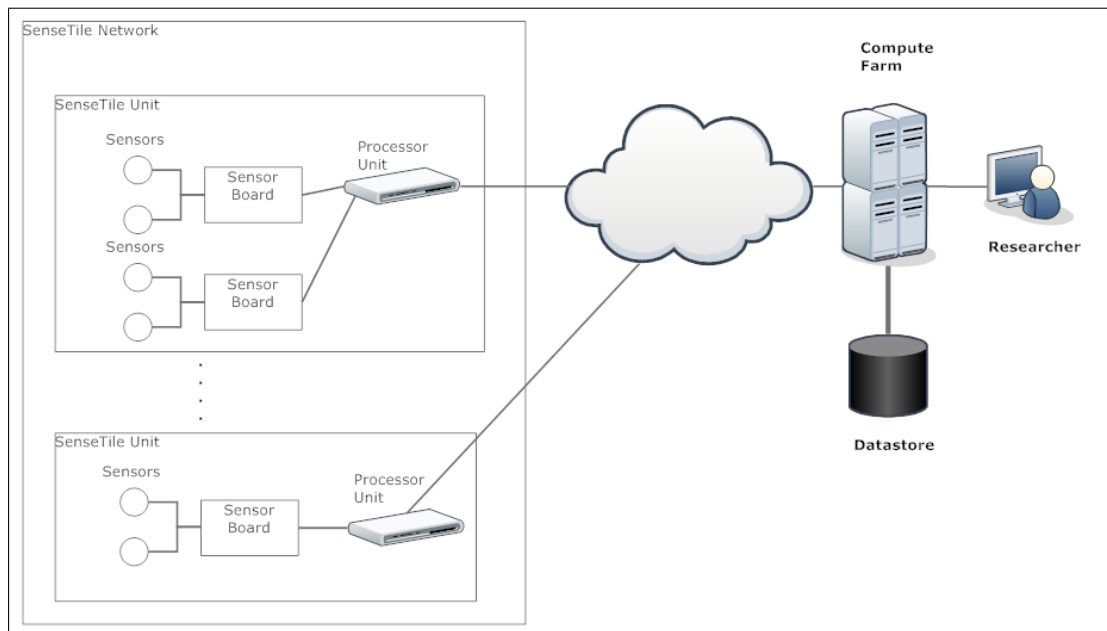 SenseTile Network
Compute
Farm
SenseTile Unit
Sensors
Sensor
Board
Processor
Unit
Sensors
Sensor
Board
Researcher
Datastore
SenseTile Unit
Sensors
Sensor
Board
Processor
Unit